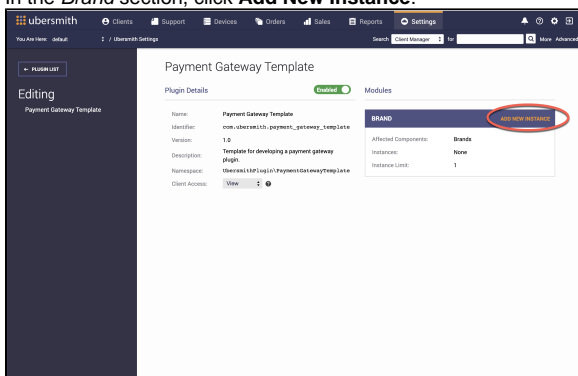 In the Brand section, click Add New Instance.
ubersmith Clients Support Devices Orders Sales Reports Settings
You Are Here: default / Ubersmith Settings Search Client Manager for More Advanced
← PLUGIN LIST
Editing
Payment Gateway Template
Payment Gateway Template
Plugin Details Enabled
Name: Payment Gateway Template
Identifier: com.ubersmith.payment_gateway_template
Version: 1.0
Description: Template for developing a payment gateway
plugin.
Namespace: UbersmithPlugin\PaymentGatewayTemplate
Client Access: View
Modules
BRAND ADD NEW INSTANCE
Affected Components: Brands
Instances: None
Instance Limit: 1